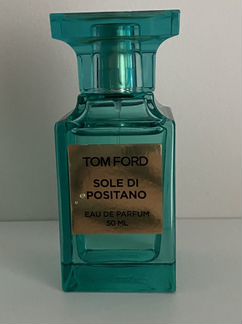 TOM FORD
SOLE DI
POSITANO
EAU DE PARFUM
50 ML